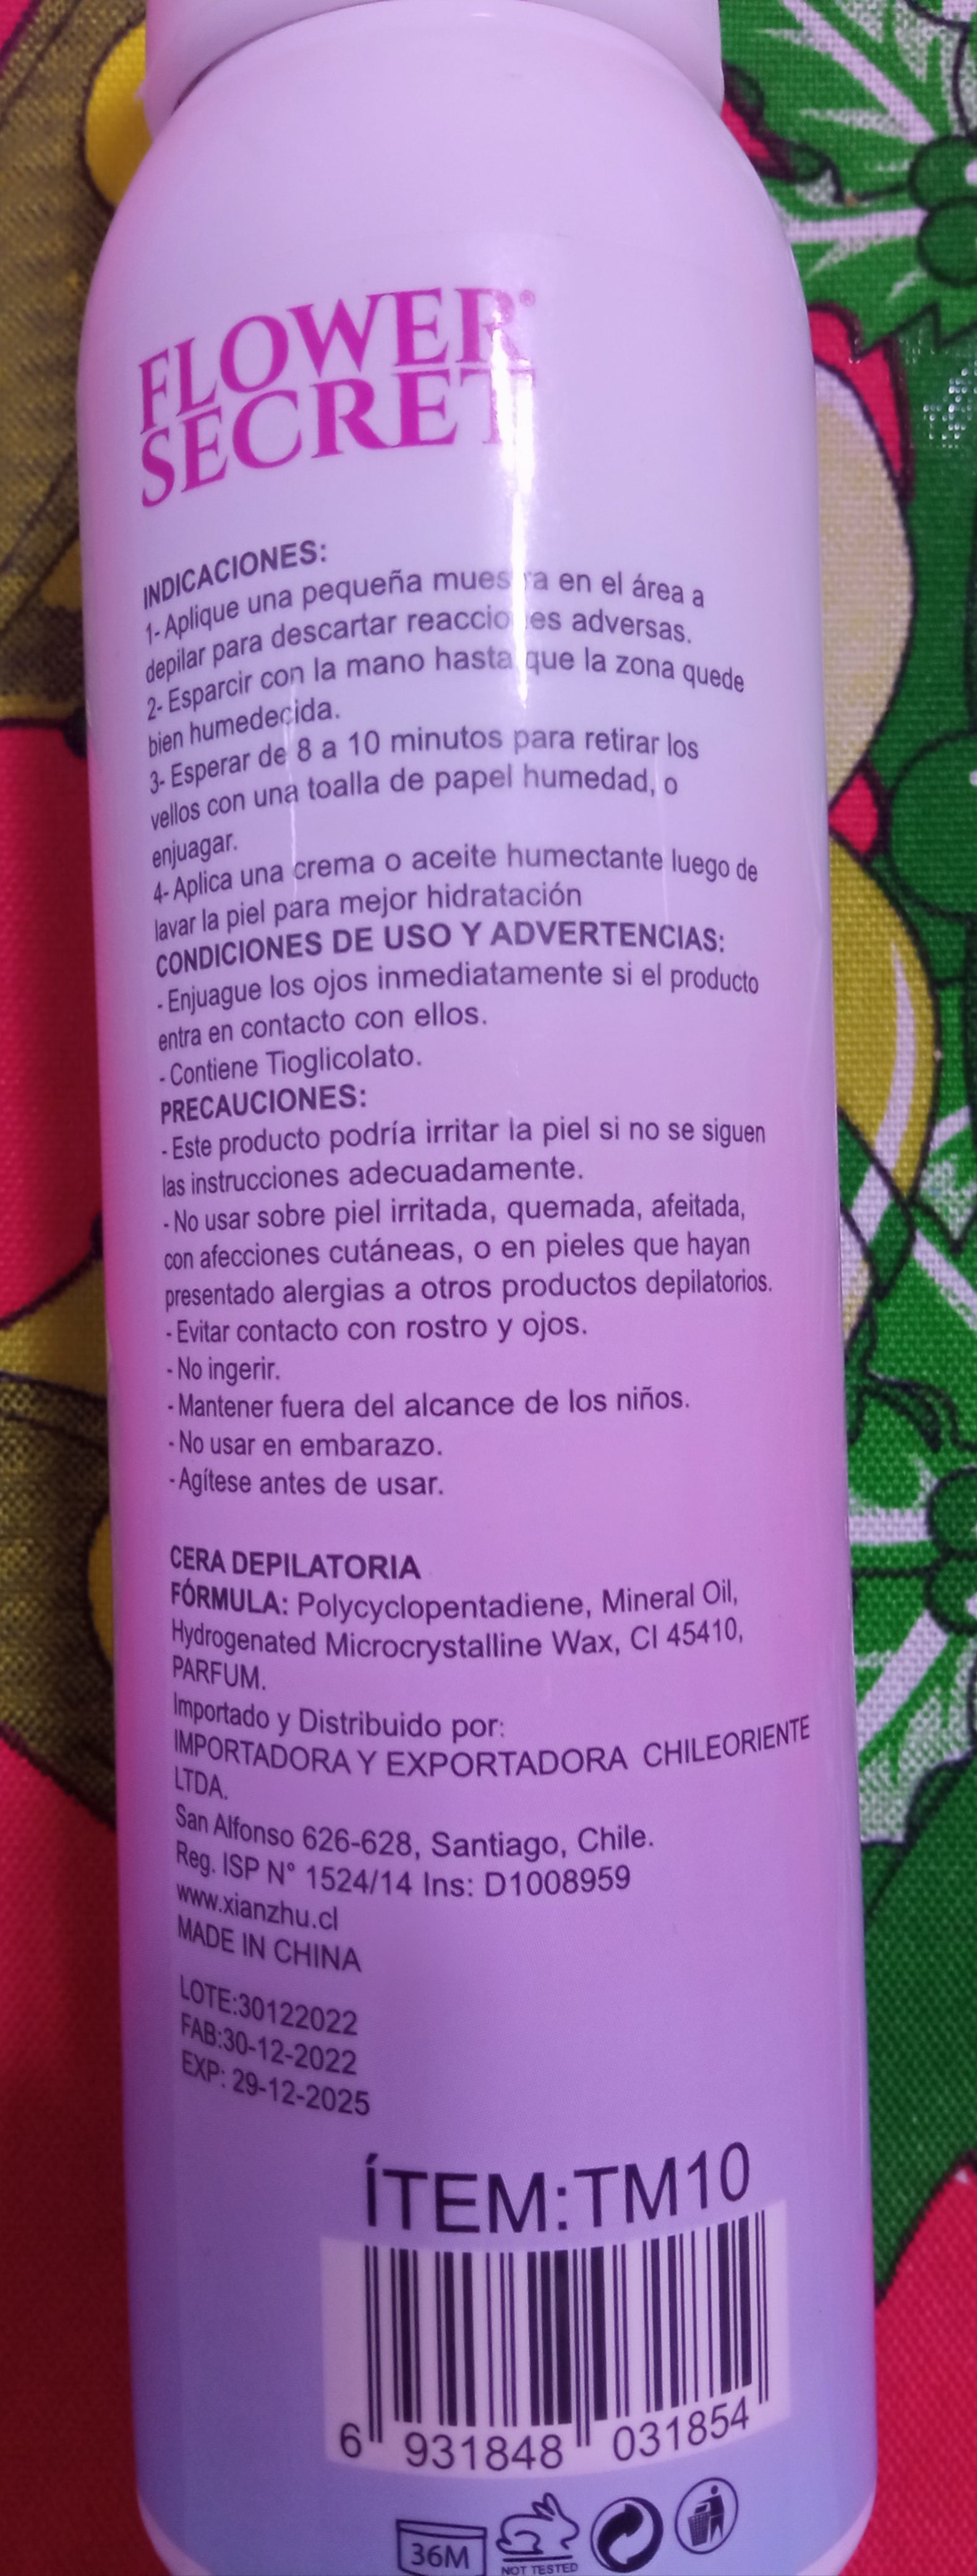 FLOWER®
SECRET
INDICACIONES:
1- Aplique una pequeña muestra en el área a
depilar para descartar reacciones adversas.
2- Esparcir con la mano hasta que la zona quede
bien humedecida.
3- Esperar de 8 a 10 minutos para retirar los
vellos con una toalla de papel humedad, o
enjuagar.
4- Aplica una crema o aceite humectante luego de
lavar la piel para mejor hidratación
CONDICIONES DE USO Y ADVERTENCIAS:
- Enjuague los ojos inmediatamente si el producto
entra en contacto con ellos.
- Contiene Tioglicolato.
PRECAUCIONES:
- Este producto podría irritar la piel si no se siguen
las instrucciones adecuadamente.
- No usar sobre piel irritada, quemada, afeitada,
con afecciones cutáneas, o en pieles que hayan
presentado alergias a otros productos depilatorios.
- Evitar contacto con rostro y ojos.
- No ingerir.
- Mantener fuera del alcance de los niños.
- No usar en embarazo.
- Agítese antes de usar.
CERA DEPILATORIA
FÓRMULA: Polycyclopentadiene, Mineral Oil,
Hydrogenated Microcrystalline Wax, CI 45410,
PARFUM.
Importado y Distribuido por:
IMPORTADORA Y EXPORTADORA CHILEORIENTE
LTDA.
San Alfonso 626-628, Santiago, Chile.
Reg. ISP N° 1524/14 Ins: D1008959
www.xianzhu.cl
MADE IN CHINA
LOTE:30122022
FAB:30-12-2022
EXP: 29-12-2025
ÍTEM:TM10
6 931848 031854
36M
NOT TESTED